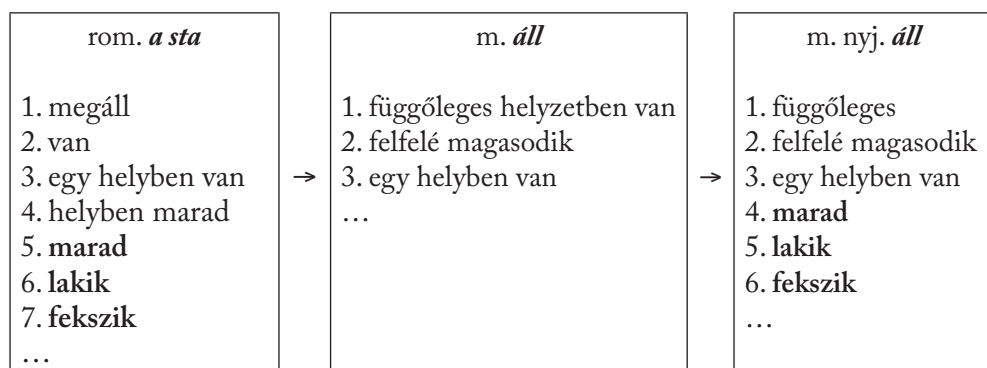 rom. a sta
1. megáll
2. van
3. egy helyben van
4. helyben marad
5. marad
6. lakik
7. fekszik
…
→
m. áll
1. függőleges helyzetben van
2. felfelé magasodik
3. egy helyben van
…
→
m. nyj. áll
1. függőleges
2. felfelé magasodik
3. egy helyben van
4. marad
5. lakik
6. fekszik
…